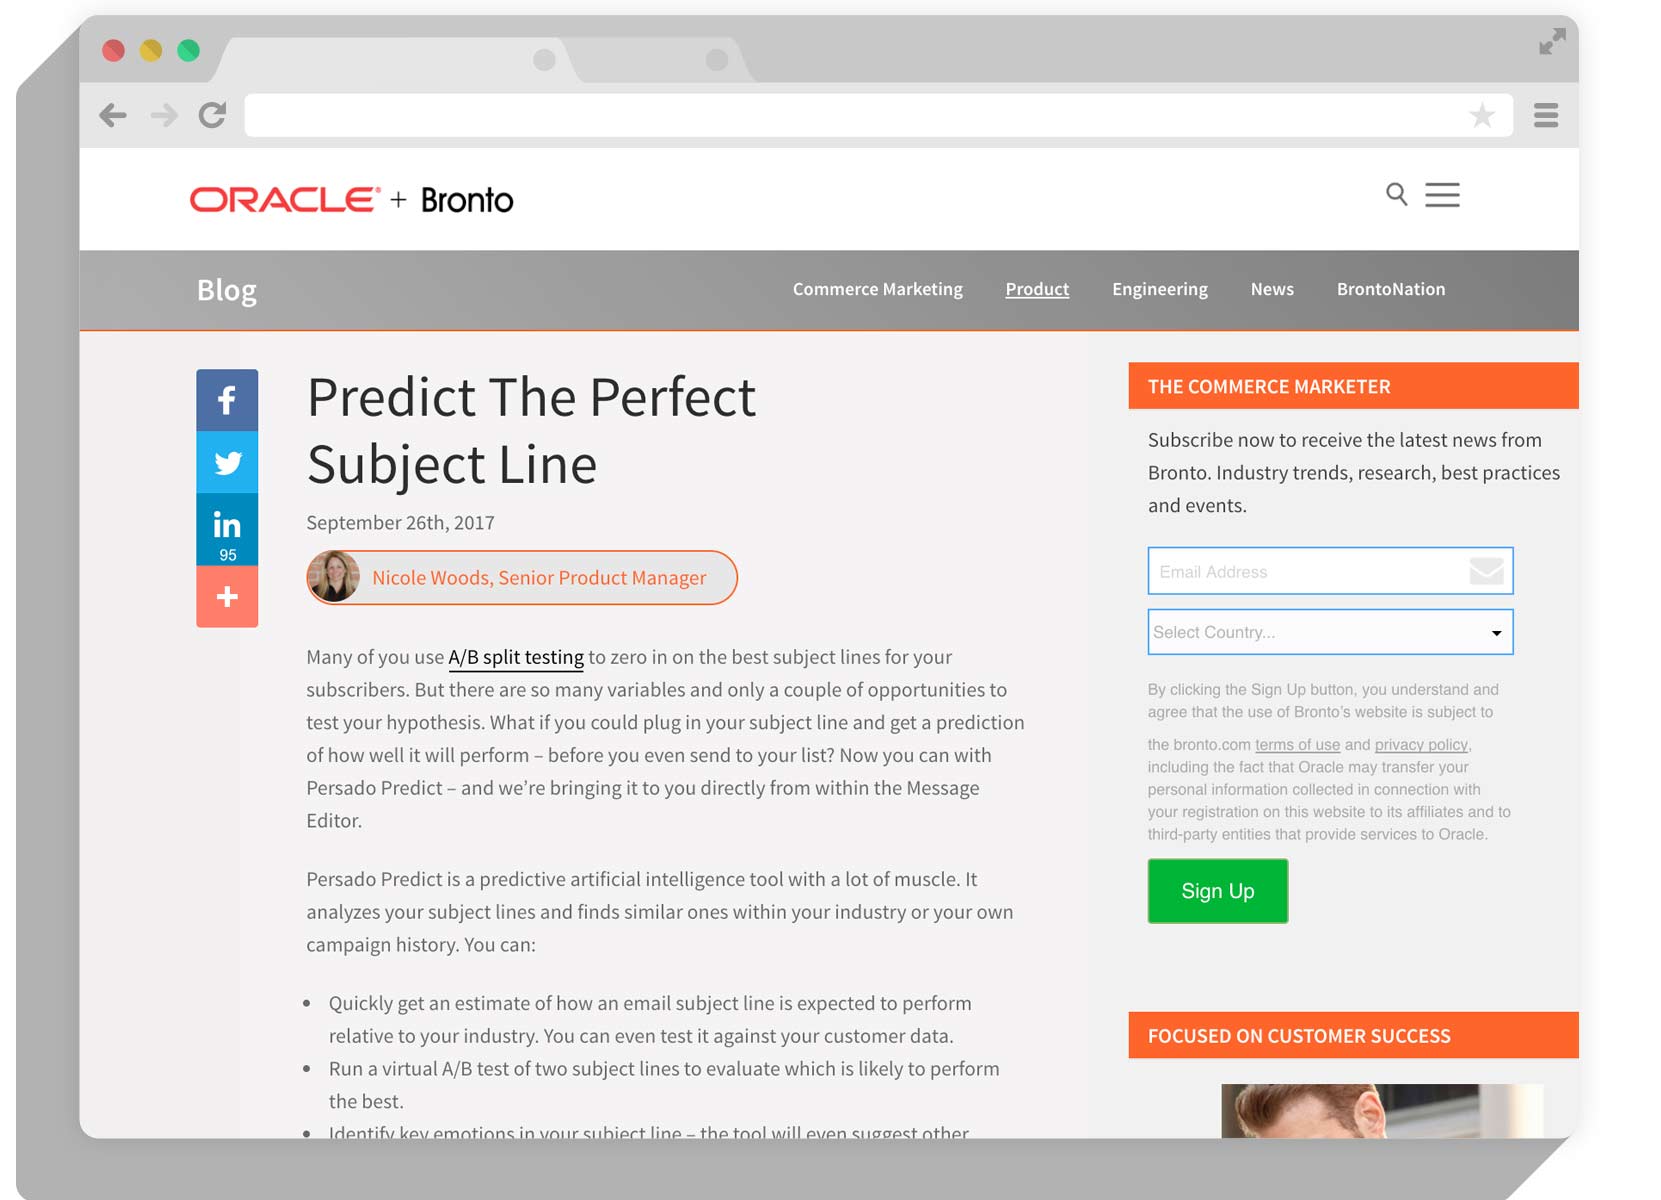 ORACLE® + Bronto
Blog
Commerce Marketing Product Engineering News BrontoNation
Predict The Perfect
Subject Line
September 26th, 2017
Nicole Woods, Senior Product Manager
in
95
Many of you use A/B split testing to zero in on the best subject lines for your
subscribers. But there are so many variables and only a couple of opportunities to
test your hypothesis. What if you could plug in your subject line and get a prediction
of how well it will perform – before you even send to your list? Now you can with
Persado Predict – and we’re bringing it to you directly from within the Message
Editor.
Persado Predict is a predictive artificial intelligence tool with a lot of muscle. It
analyzes your subject lines and finds similar ones within your industry or your own
campaign history. You can:
• Quickly get an estimate of how an email subject line is expected to perform
relative to your industry. You can even test it against your customer data.
• Run a virtual A/B test of two subject lines to evaluate which is likely to perform
the best.
• Identify key emotions in your subject line – the tool will even suggest other
THE COMMERCE MARKETER
Subscribe now to receive the latest news from
Bronto. Industry trends, research, best practices
and events.
Email Address
Select Country...
By clicking the Sign Up button, you understand and
agree that the use of Bronto’s website is subject to
the bronto.com terms of use and privacy policy,
including the fact that Oracle may transfer your
personal information collected in connection with
your registration on this website to its affiliates and to
third-party entities that provide services to Oracle.
Sign Up
FOCUSED ON CUSTOMER SUCCESS